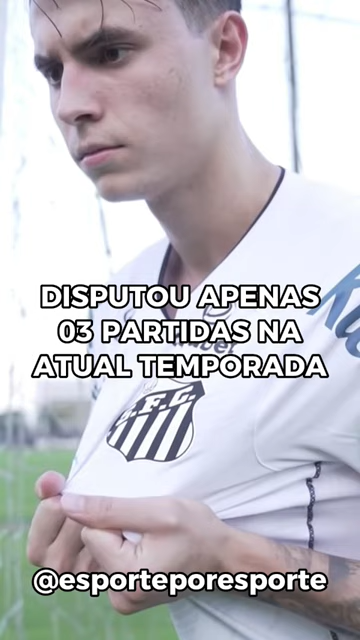 DISPUTOU APENAS
03 PARTIDAS NA
ATUAL TEMPORADA
S.F.C.
@esporteporesporte